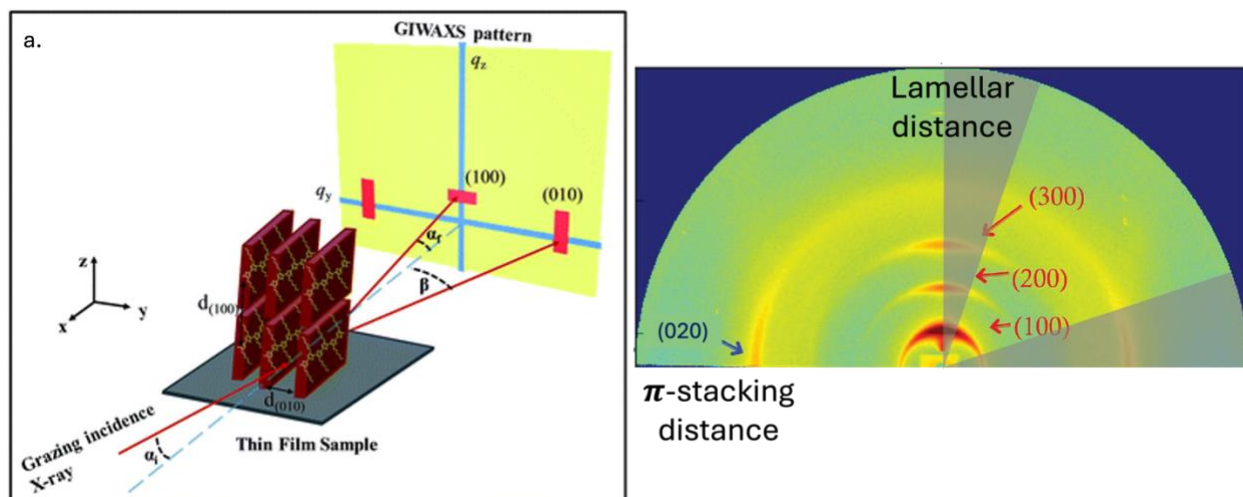 a.
GIWAXS pattern
q_z
(100)
(010)
q_y
α_f
β
z
y
x
d_(100)
d_(010)
Grazing incidence
X-ray
α_i
Thin Film Sample
Lamellar
distance
(300)
(200)
(100)
(020)
π-stacking
distance